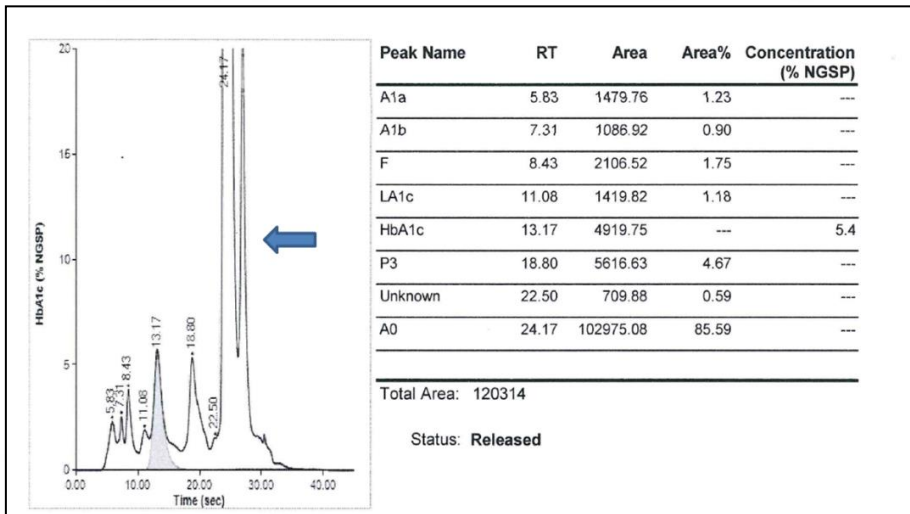 20
15
10
5
0
HbA1c (% NGSP)
5.83
7.31
8.43
11.08
13.17
18.80
22.50
24.17
0.00 10.00 20.00 30.00 40.00
Time (sec)
Peak Name RT Area Area% Concentration
(% NGSP)
A1a 5.83 1479.76 1.23 ---
A1b 7.31 1086.92 0.90 ---
F 8.43 2106.52 1.75 ---
LA1c 11.08 1419.82 1.18 ---
HbA1c 13.17 4919.75 --- 5.4
P3 18.80 5616.63 4.67 ---
Unknown 22.50 709.88 0.59 ---
A0 24.17 102975.08 85.59 ---
Total Area: 120314
Status: Released